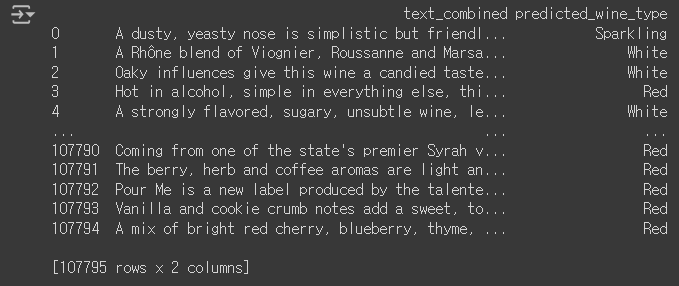 text_combined predicted_wine_type
0 A dusty, yeasty nose is simplistic but friendl... Sparkling
1 A Rhône blend of Viognier, Roussanne and Marsa... White
2 Oaky influences give this wine a candied taste... White
3 Hot in alcohol, simple in everything else, thi... Red
4 A strongly flavored, sugary, unsubtle wine, le... White
... ... ...
107790 Coming from one of the state's premier Syrah v... Red
107791 The berry, herb and coffee aromas are light an... Red
107792 Pour Me is a new label produced by the talente... Red
107793 Vanilla and cookie crumb notes add a sweet, to... Red
107794 A mix of bright red cherry, blueberry, thyme, ... Red
[107795 rows x 2 columns]